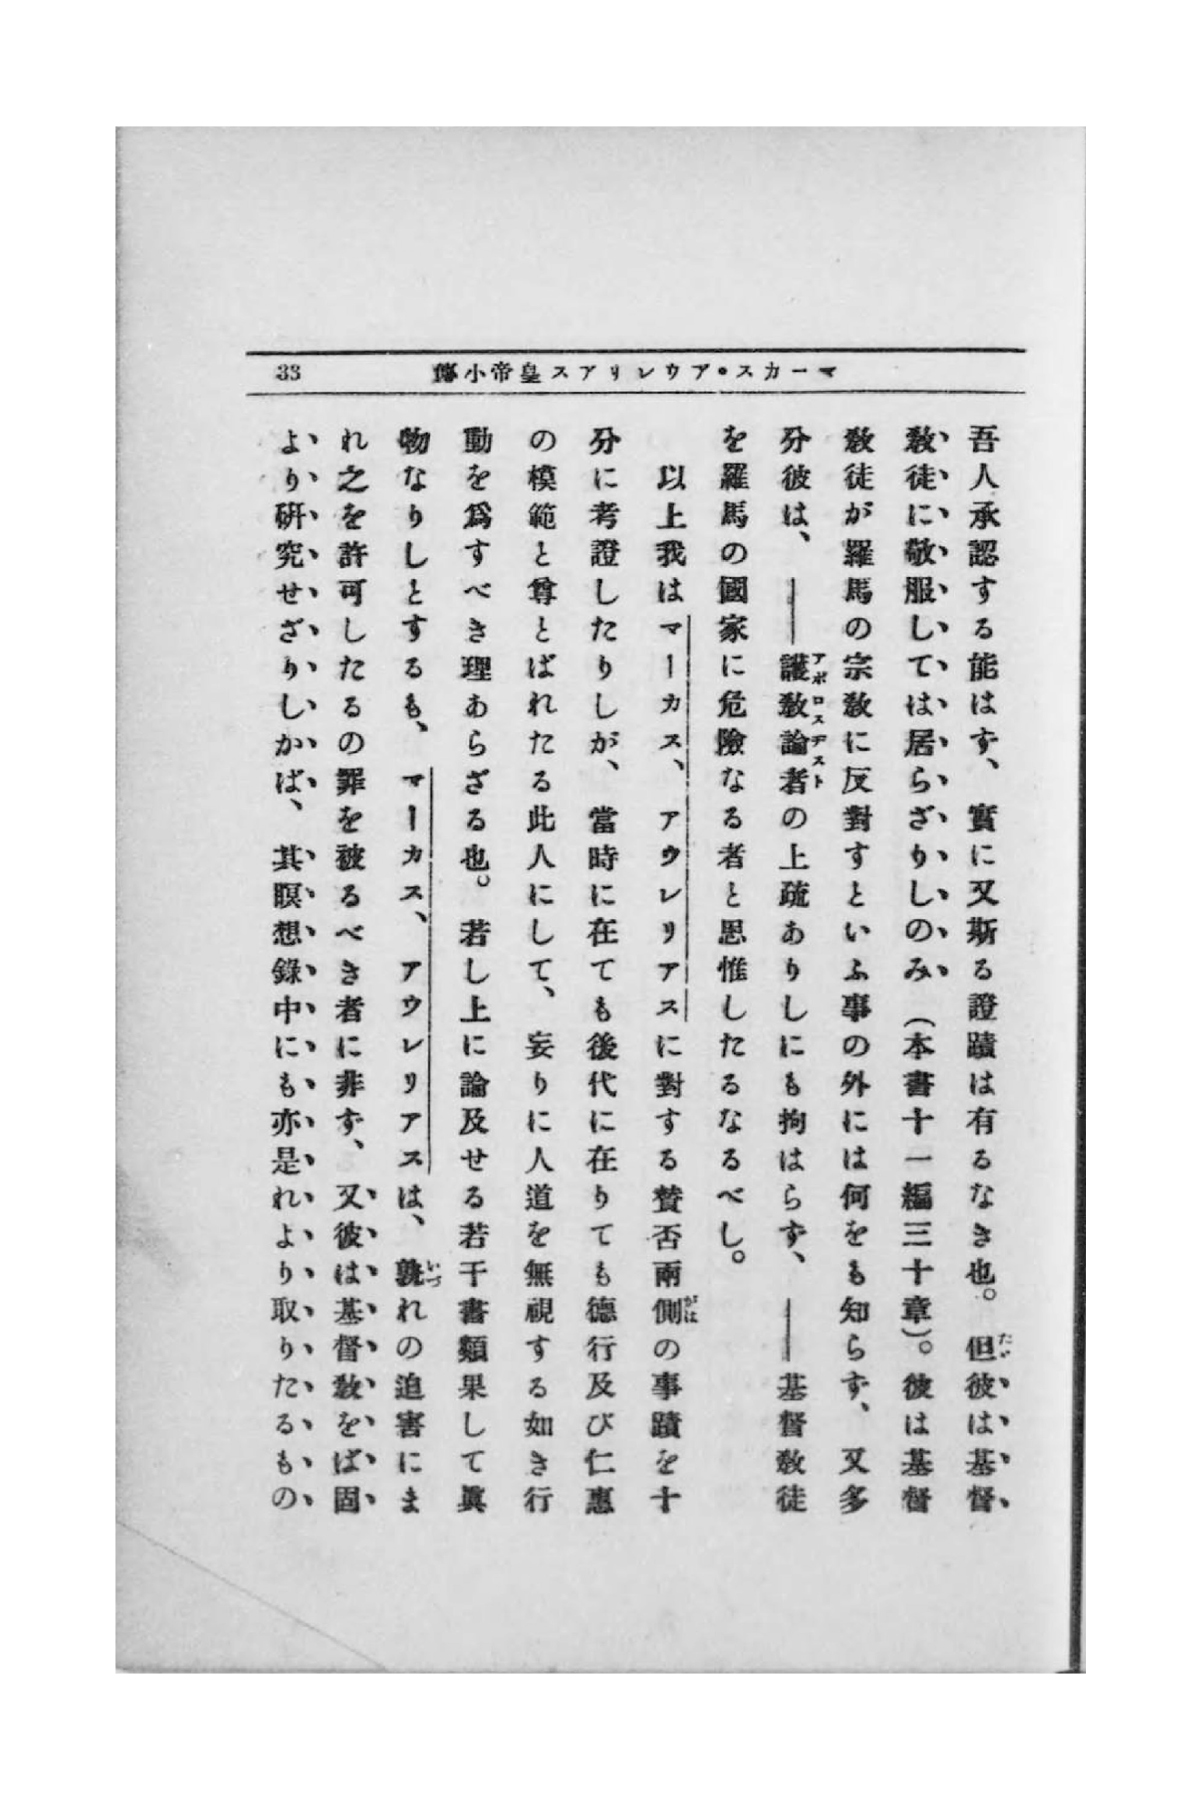 マーカス・アウレリアス皇帝小傳
33
吾人承認する能はず、實に又斯る證蹟は有るなき也。但彼は基督
教徒に敬服しては居らざりしのみ(本書十一編三十章)。彼は基督
教徒が羅馬の宗教に反對すといふ事の外には何をも知らず、又多
分彼は、――護教論者の上疏ありしにも拘はらず、――基督教徒
を羅馬の國家に危險なる者と思惟したるなるべし。
以上我はマーカス、アウレリアスに對する賛否兩側の事蹟を十
分に考證したりしが、當時に在ても後代に在りても德行及び仁惠
の模範と尊とばれたる此人にして、妄りに人道を無視する如き行
動を爲すべき理あらざる也。若し上に論及せる若干書類果して眞
物なりしとするも、マーカス、アウレリアスは、孰れの迫害にま
れ之を許可したるの罪を被るべき者に非ず、又彼は基督教をば固
より研究せざりしかば、其瞑想錄中にも亦是れより取りたるもの